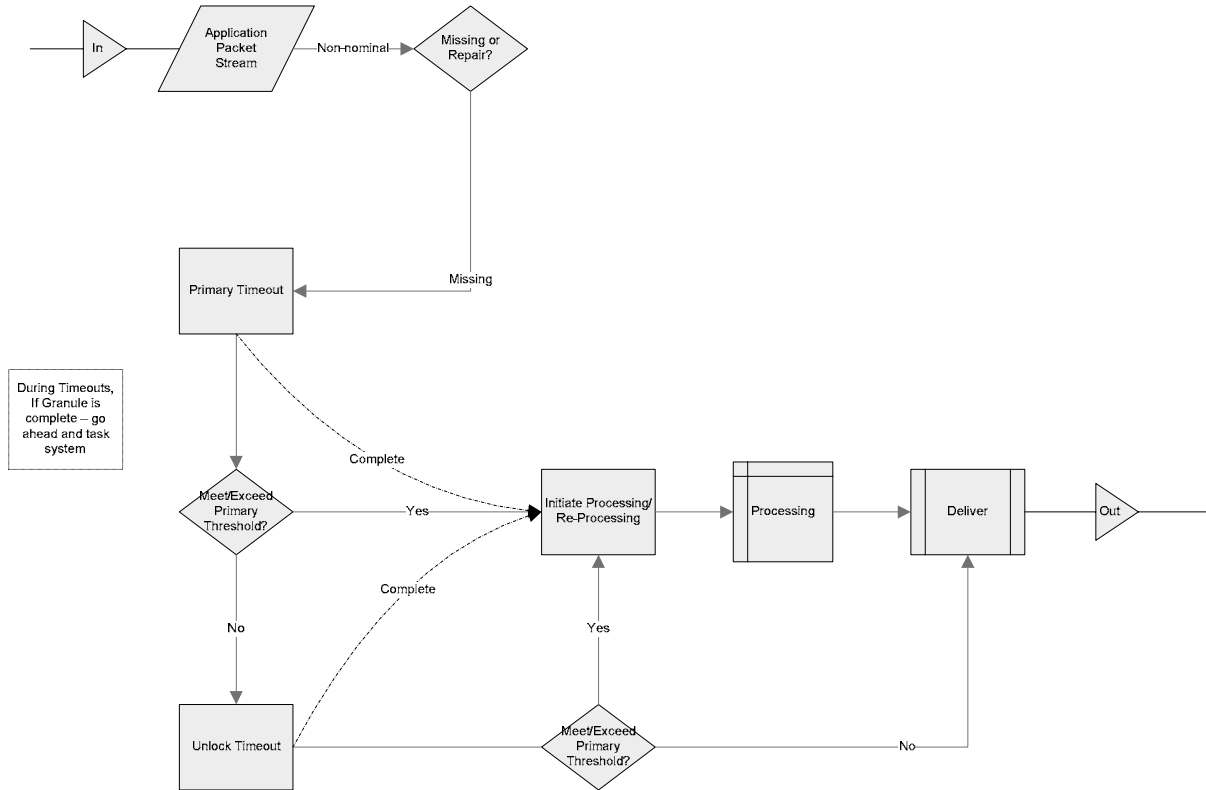 In
Application
Packet
Stream
Non-nominal
Missing or
Repair?
Missing
Primary Timeout
During Timeouts,
If Granule is
complete – go
ahead and task
system
Complete
Meet/Exceed
Primary
Threshold?
Yes
Initiate Processing/
Re-Processing
Processing
Deliver
Out
Complete
No
Yes
Unlock Timeout
Meet/Exceed
Primary
Threshold?
No